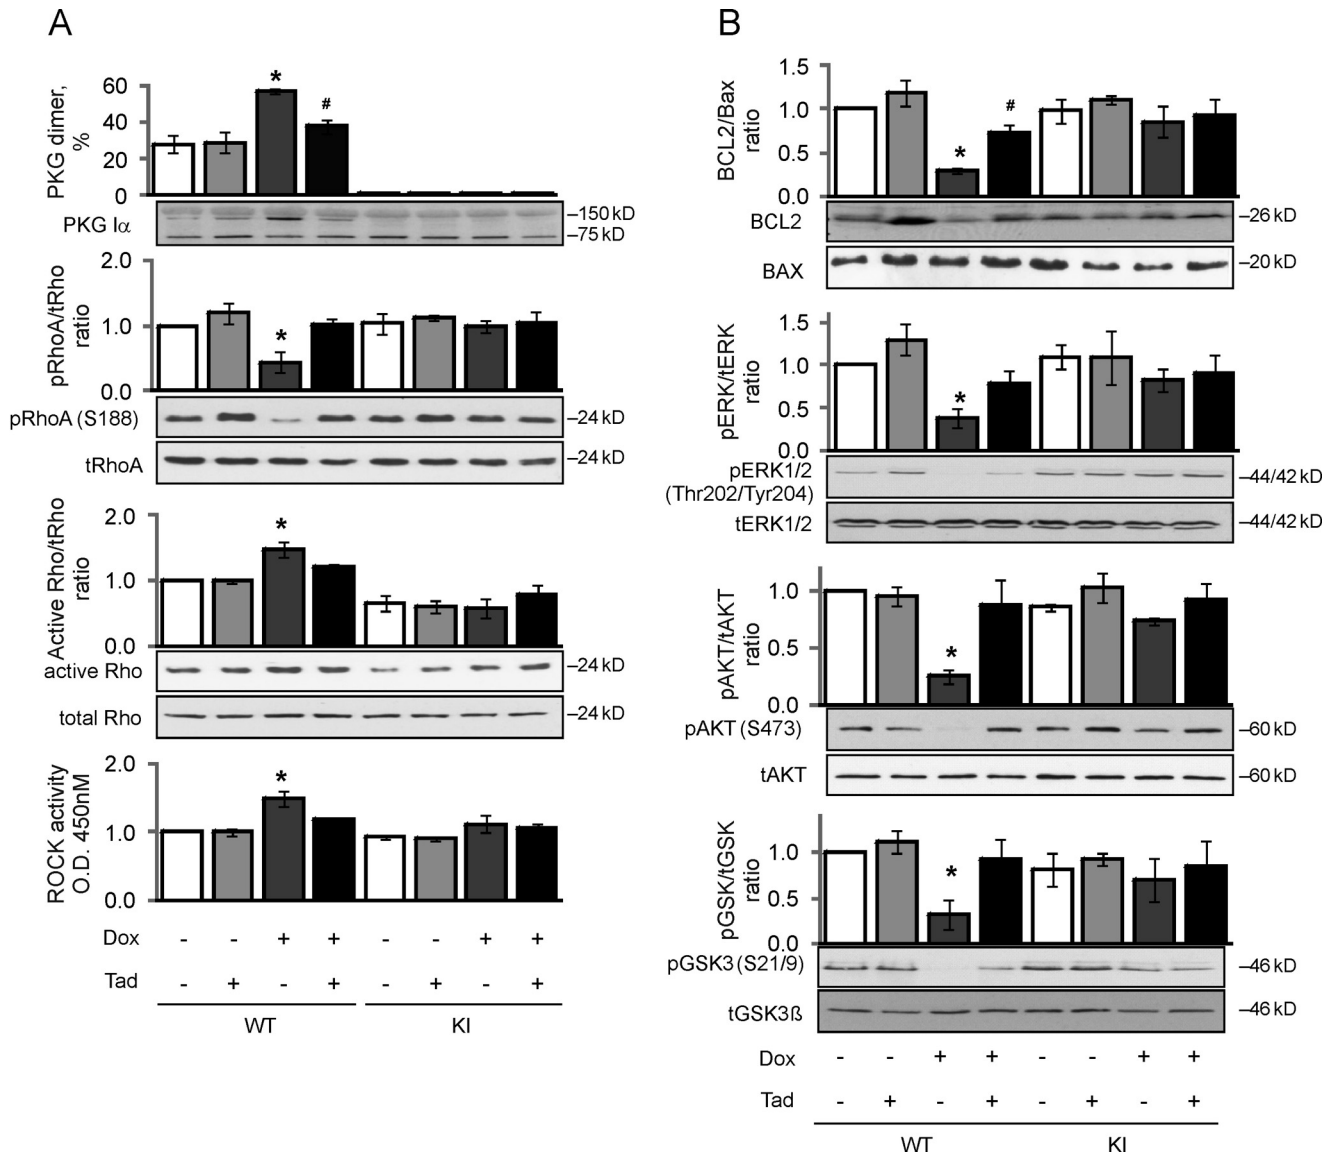 A
60
40
20
0
PKG dimer,
%
*
#
PKG Iα
–150 kD
–75 kD
2.0
1.0
0.0
pRhoA/tRho
ratio
*
pRhoA (S188)
–24 kD
tRhoA
–24 kD
2.0
1.0
0.0
Active Rho/tRho
ratio
*
active Rho
–24 kD
total Rho
–24 kD
2.0
1.0
0.0
ROCK activity
O.D. 450nM
*
Dox - - + + - - + +
Tad - + - + - + - +
WT KI
B
1.5
1.0
0.5
0.0
BCL2/Bax
ratio
*
#
BCL2
–26 kD
BAX
–20 kD
1.5
1.0
0.5
0.0
pERK/tERK
ratio
*
pERK1/2
(Thr202/Tyr204)
–44/42 kD
tERK1/2
–44/42 kD
1.0
0.5
0.0
pAKT/tAKT
ratio
*
pAKT (S473)
–60 kD
tAKT
–60 kD
1.0
0.5
0.0
pGSK/tGSK
ratio
*
pGSK3 (S21/9)
–46 kD
tGSK3ß
–46 kD
Dox - - + + - - + +
Tad - + - + - + - +
WT KI